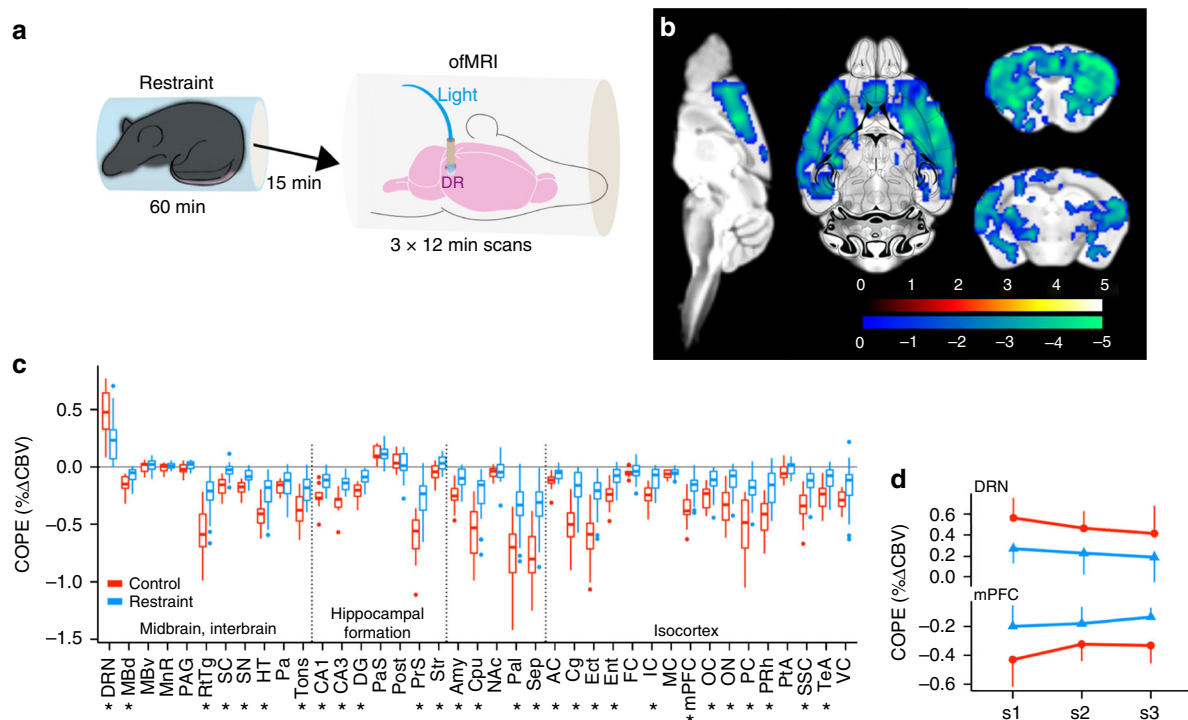 a
Restraint
15 min
60 min
ofMRI
Light
DR
3 × 12 min scans
b
0 1 2 3 4 5
0 −1 −2 −3 −4 −5
c
COPE (%ΔCBV)
0.5
0.0
−0.5
−1.0
−1.5
Control
Restraint
Midbrain, interbrain
Hippocampal
formation
Isocortex
* DRN
* MBd
MBv
MnR
PAG
* RtTg
* SC
* SN
* HT
Pa
* Tons
* CA1
* CA3
* DG
PaS
Post
* PrS
* Str
* Amy
* Cpu
NAc
* Pal
* Sep
* AC
* Cg
* Ect
* Ent
FC
* IC
MC
* mPFC
* OC
* ON
* PC
* PRh
PtA
* SSC
* TeA
* VC
d
DRN
0.6
0.4
0.2
0.0
mPFC
−0.2
−0.4
−0.6
COPE (%ΔCBV)
s1 s2 s3